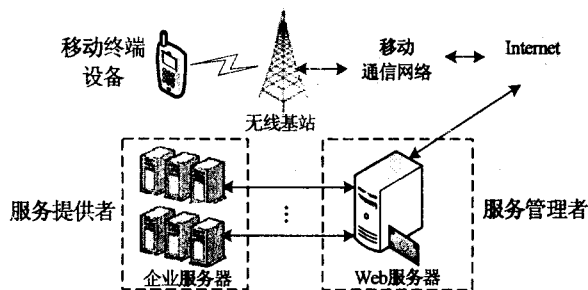 移动终端
设备
无线基站
移动
通信网络
Internet
服务提供者
企业服务器
Web服务器
服务管理者